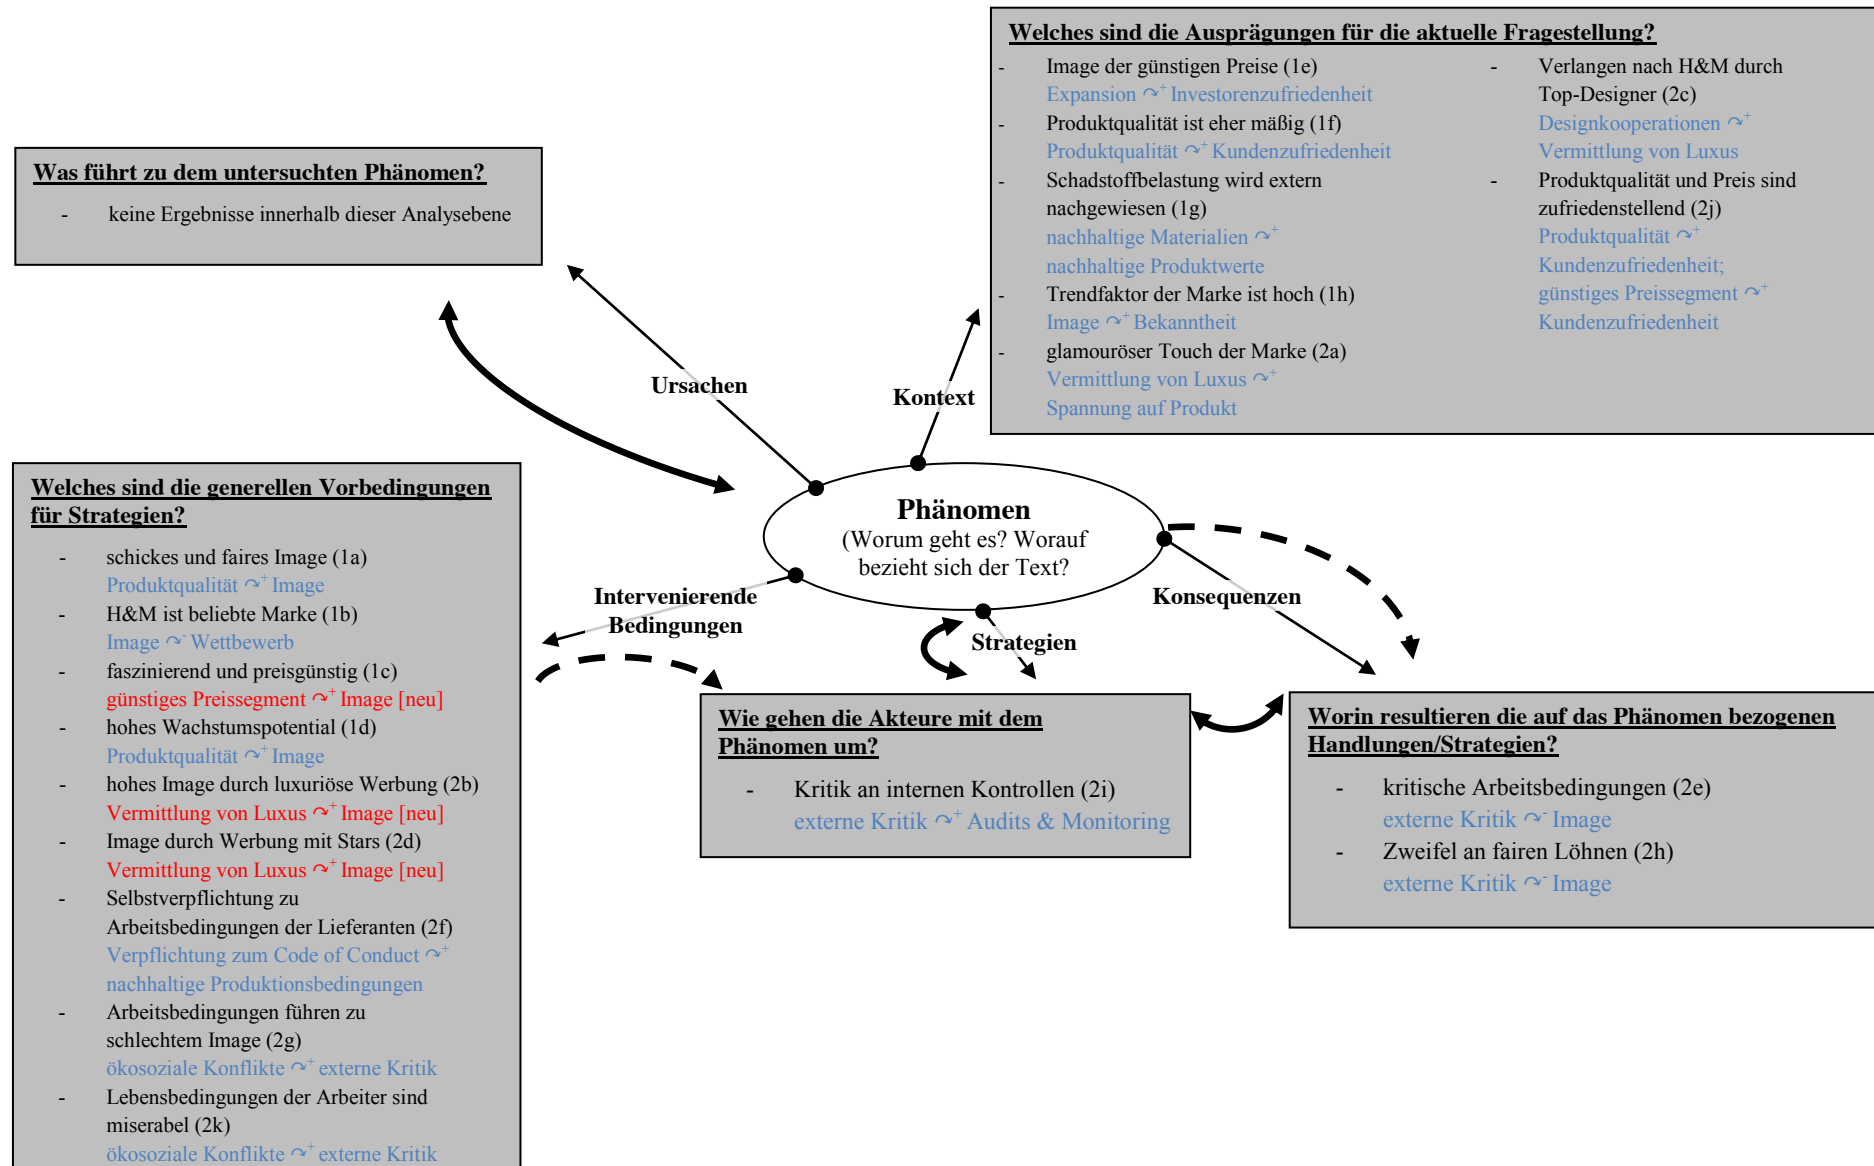 Welches sind die Ausprägungen für die aktuelle Fragestellung?
- Image der günstigen Preise (1e)
Expansion ↷⁺ Investorenzufriedenheit
- Produktqualität ist eher mäßig (1f)
Produktqualität ↷⁺ Kundenzufriedenheit
- Schadstoffbelastung wird extern
nachgewiesen (1g)
nachhaltige Materialien ↷⁺
nachhaltige Produktwerte
- Trendfaktor der Marke ist hoch (1h)
Image ↷⁺ Bekanntheit
- glamouröser Touch der Marke (2a)
Vermittlung von Luxus ↷⁺
Spannung auf Produkt
- Verlangen nach H&M durch
Top-Designer (2c)
Designkooperationen ↷⁺
Vermittlung von Luxus
- Produktqualität und Preis sind
zufriedenstellend (2j)
Produktqualität ↷⁺
Kundenzufriedenheit;
günstiges Preissegment ↷⁺
Kundenzufriedenheit
Was führt zu dem untersuchten Phänomen?
- keine Ergebnisse innerhalb dieser Analysebene
Ursachen
Kontext
Phänomen
(Worum geht es? Worauf
bezieht sich der Text?
Intervenierende
Bedingungen
Strategien
Konsequenzen
Welches sind die generellen Vorbedingungen
für Strategien?
- schickes und faires Image (1a)
Produktqualität ↷⁺ Image
- H&M ist beliebte Marke (1b)
Image ↷⁻ Wettbewerb
- faszinierend und preisgünstig (1c)
günstiges Preissegment ↷⁺ Image [neu]
- hohes Wachstumspotential (1d)
Produktqualität ↷⁺ Image
- hohes Image durch luxuriöse Werbung (2b)
Vermittlung von Luxus ↷⁺ Image [neu]
- Image durch Werbung mit Stars (2d)
Vermittlung von Luxus ↷⁺ Image [neu]
- Selbstverpflichtung zu
Arbeitsbedingungen der Lieferanten (2f)
Verpflichtung zum Code of Conduct ↷⁺
nachhaltige Produktionsbedingungen
- Arbeitsbedingungen führen zu
schlechtem Image (2g)
ökosoziale Konflikte ↷⁺ externe Kritik
- Lebensbedingungen der Arbeiter sind
miserabel (2k)
ökosoziale Konflikte ↷⁺ externe Kritik
Wie gehen die Akteure mit dem
Phänomen um?
- Kritik an internen Kontrollen (2i)
externe Kritik ↷⁺ Audits & Monitoring
Worin resultieren die auf das Phänomen bezogenen
Handlungen/Strategien?
- kritische Arbeitsbedingungen (2e)
externe Kritik ↷⁻ Image
- Zweifel an fairen Löhnen (2h)
externe Kritik ↷⁻ Image